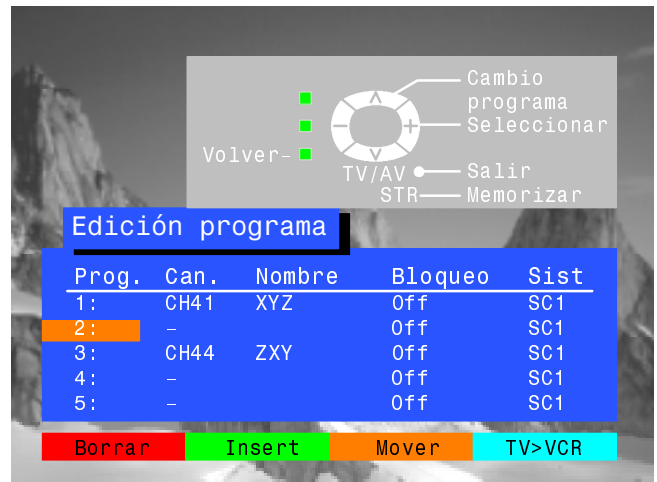 Cambio
programa
Seleccionar
Volver-
TV/AV Salir
STR Memorizar
Edición programa
Prog. Can. Nombre Bloqueo Sist
1: CH41 XYZ Off SC1
2: – Off SC1
3: CH44 ZXY Off SC1
4: – Off SC1
5: – Off SC1
Borrar Insert Mover TV>VCR